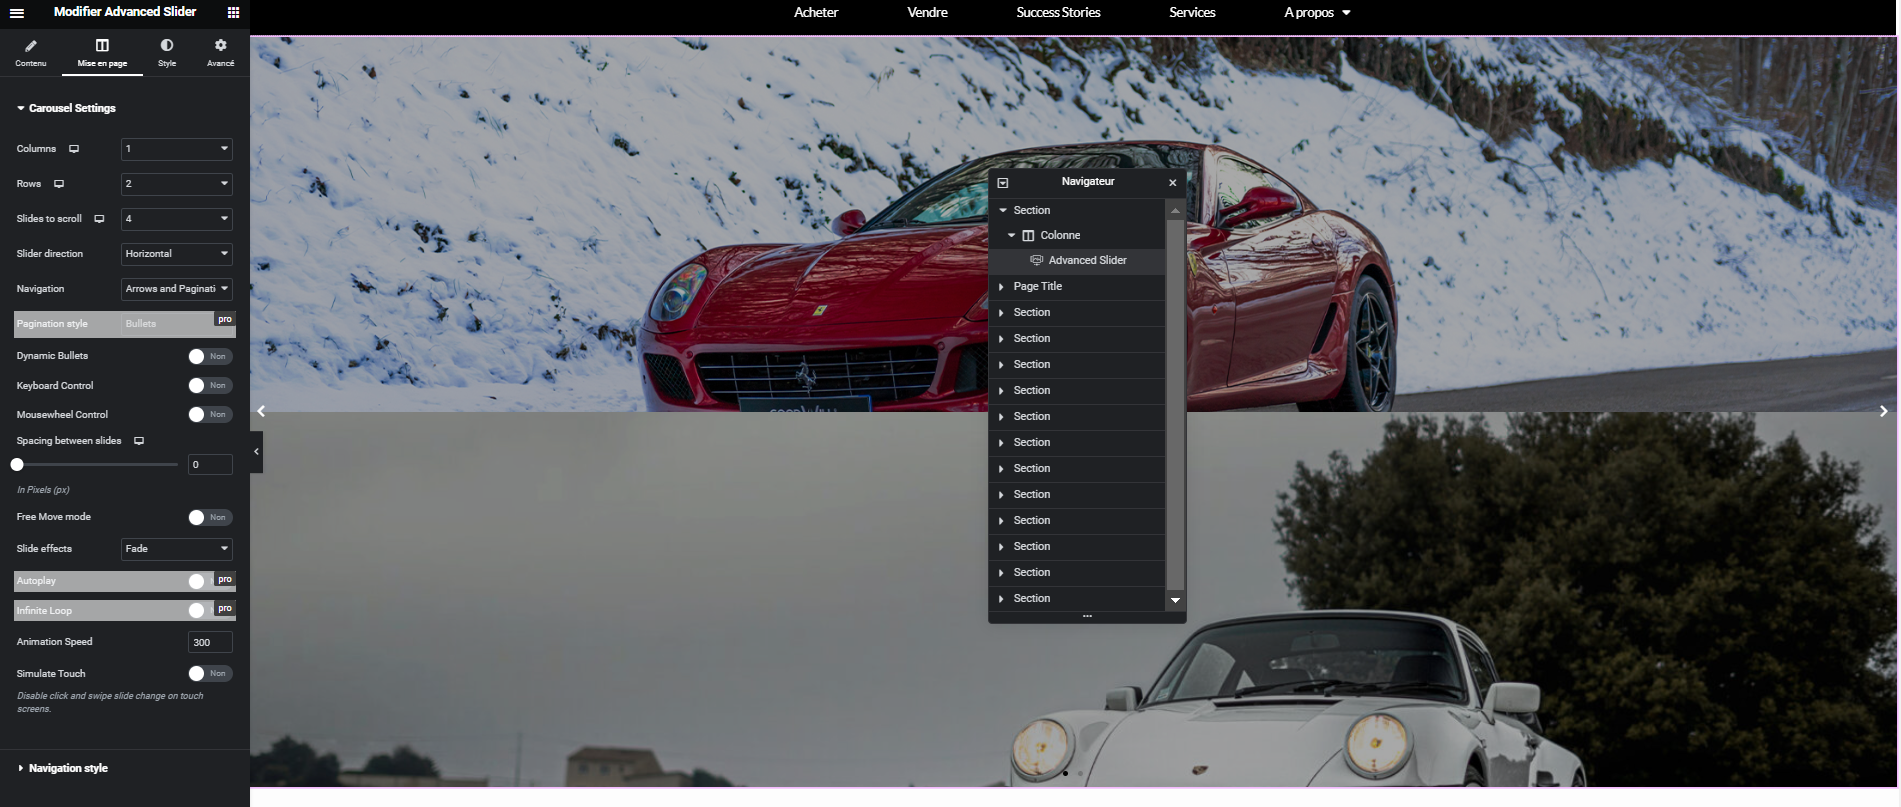 Modifier Advanced Slider
Acheter
Vendre
Success Stories
Services
A propos
Contenu
Mise en page
Style
Avancé
Carousel Settings
Columns
1
Rows
2
Slides to scroll
4
Slider direction
Horizontal
Navigation
Arrows and Paginati
Pagination style
Bullets
pro
Dynamic Bullets
Non
Keyboard Control
Non
Mousewheel Control
Non
Spacing between slides
0
In Pixels (px)
Free Move mode
Non
Slide effects
Fade
Autoplay
pro
Infinite Loop
pro
Animation Speed
300
Simulate Touch
Non
Disable click and swipe slide change on touch
screens.
Navigation style
Navigateur
Section
Colonne
Advanced Slider
Page Title
Section
Section
Section
Section
Section
Section
Section
Section
Section
Section
Section
Section